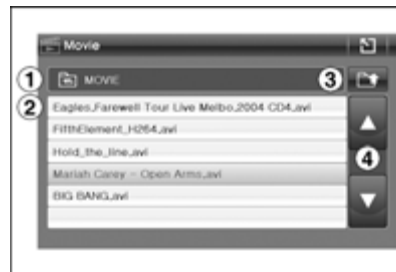 Movie
1 MOVIE 3
2 Eagles,Farewell Tour Live Melbo,2004 CD4.avi
FifthElement_H264.avi
Hold_the_line.avi
4
Mariah Carey - Open Arms.avi
BIG BANG.avi